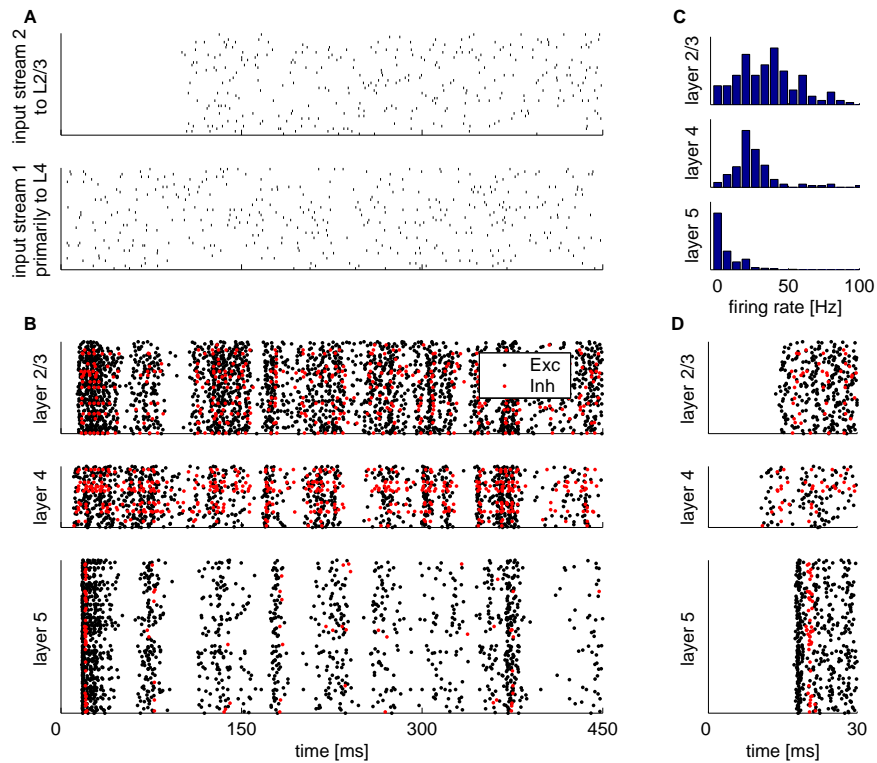 A
input stream 2
to L2/3
input stream 1
primarily to L4
C
layer 2/3
layer 4
layer 5
0 50 100
firing rate [Hz]
B
layer 2/3
Exc
Inh
layer 4
layer 5
0 150 300 450
time [ms]
D
layer 2/3
layer 4
layer 5
0 30
time [ms]